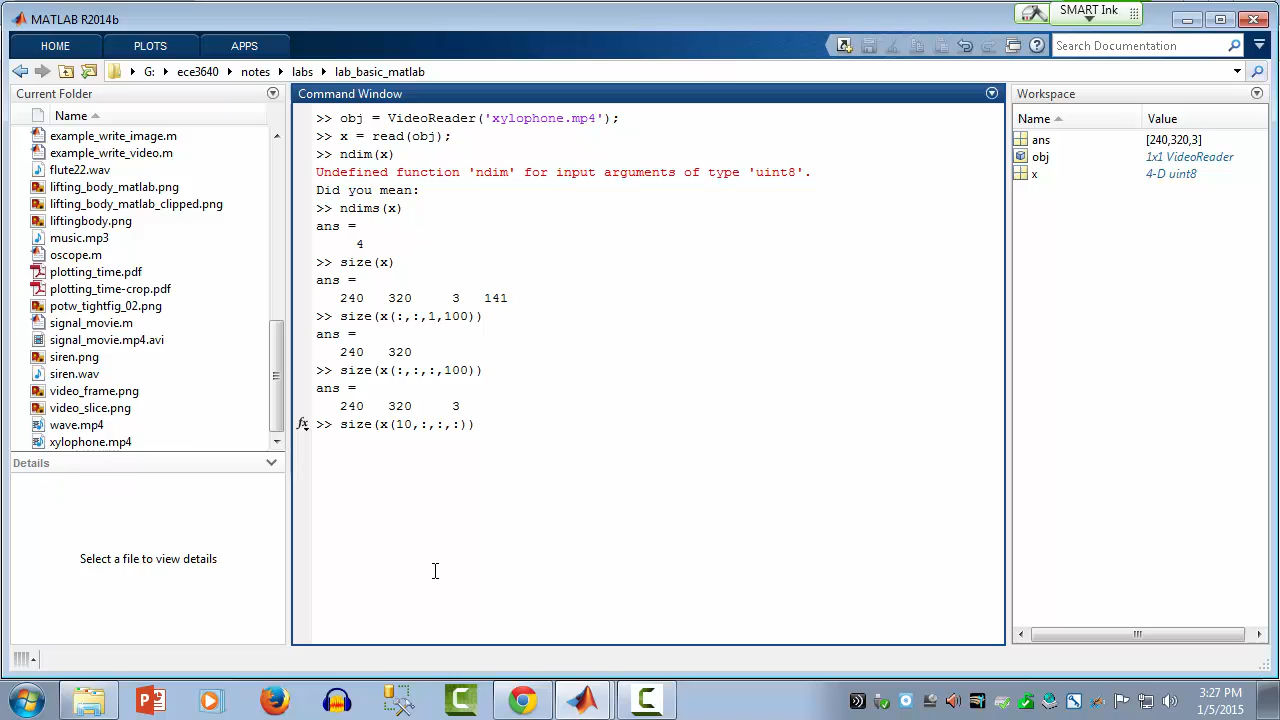 MATLAB R2014b
SMART Ink
HOME PLOTS APPS
Search Documentation
G: ece3640 notes labs lab_basic_matlab
Current Folder
Name
example_write_image.m
example_write_video.m
flute22.wav
lifting_body_matlab.png
lifting_body_matlab_clipped.png
liftingbody.png
music.mp3
oscope.m
plotting_time.pdf
plotting_time-crop.pdf
potw_tightfig_02.png
signal_movie.m
signal_movie.mp4.avi
siren.png
siren.wav
video_frame.png
video_slice.png
wave.mp4
xylophone.mp4
Details
Select a file to view details
Command Window
>> obj = VideoReader('xylophone.mp4');
>> x = read(obj);
>> ndim(x)
Undefined function 'ndim' for input arguments of type 'uint8'.
Did you mean:
>> ndims(x)
ans =
4
>> size(x)
ans =
240 320 3 141
>> size(x(:,:,1,100))
ans =
240 320
>> size(x(:,:,:,100))
ans =
240 320 3
fx >> size(x(10,:,:,:))
Workspace
Name Value
ans [240,320,3]
obj 1x1 VideoReader
x 4-D uint8
3:27 PM
1/5/2015